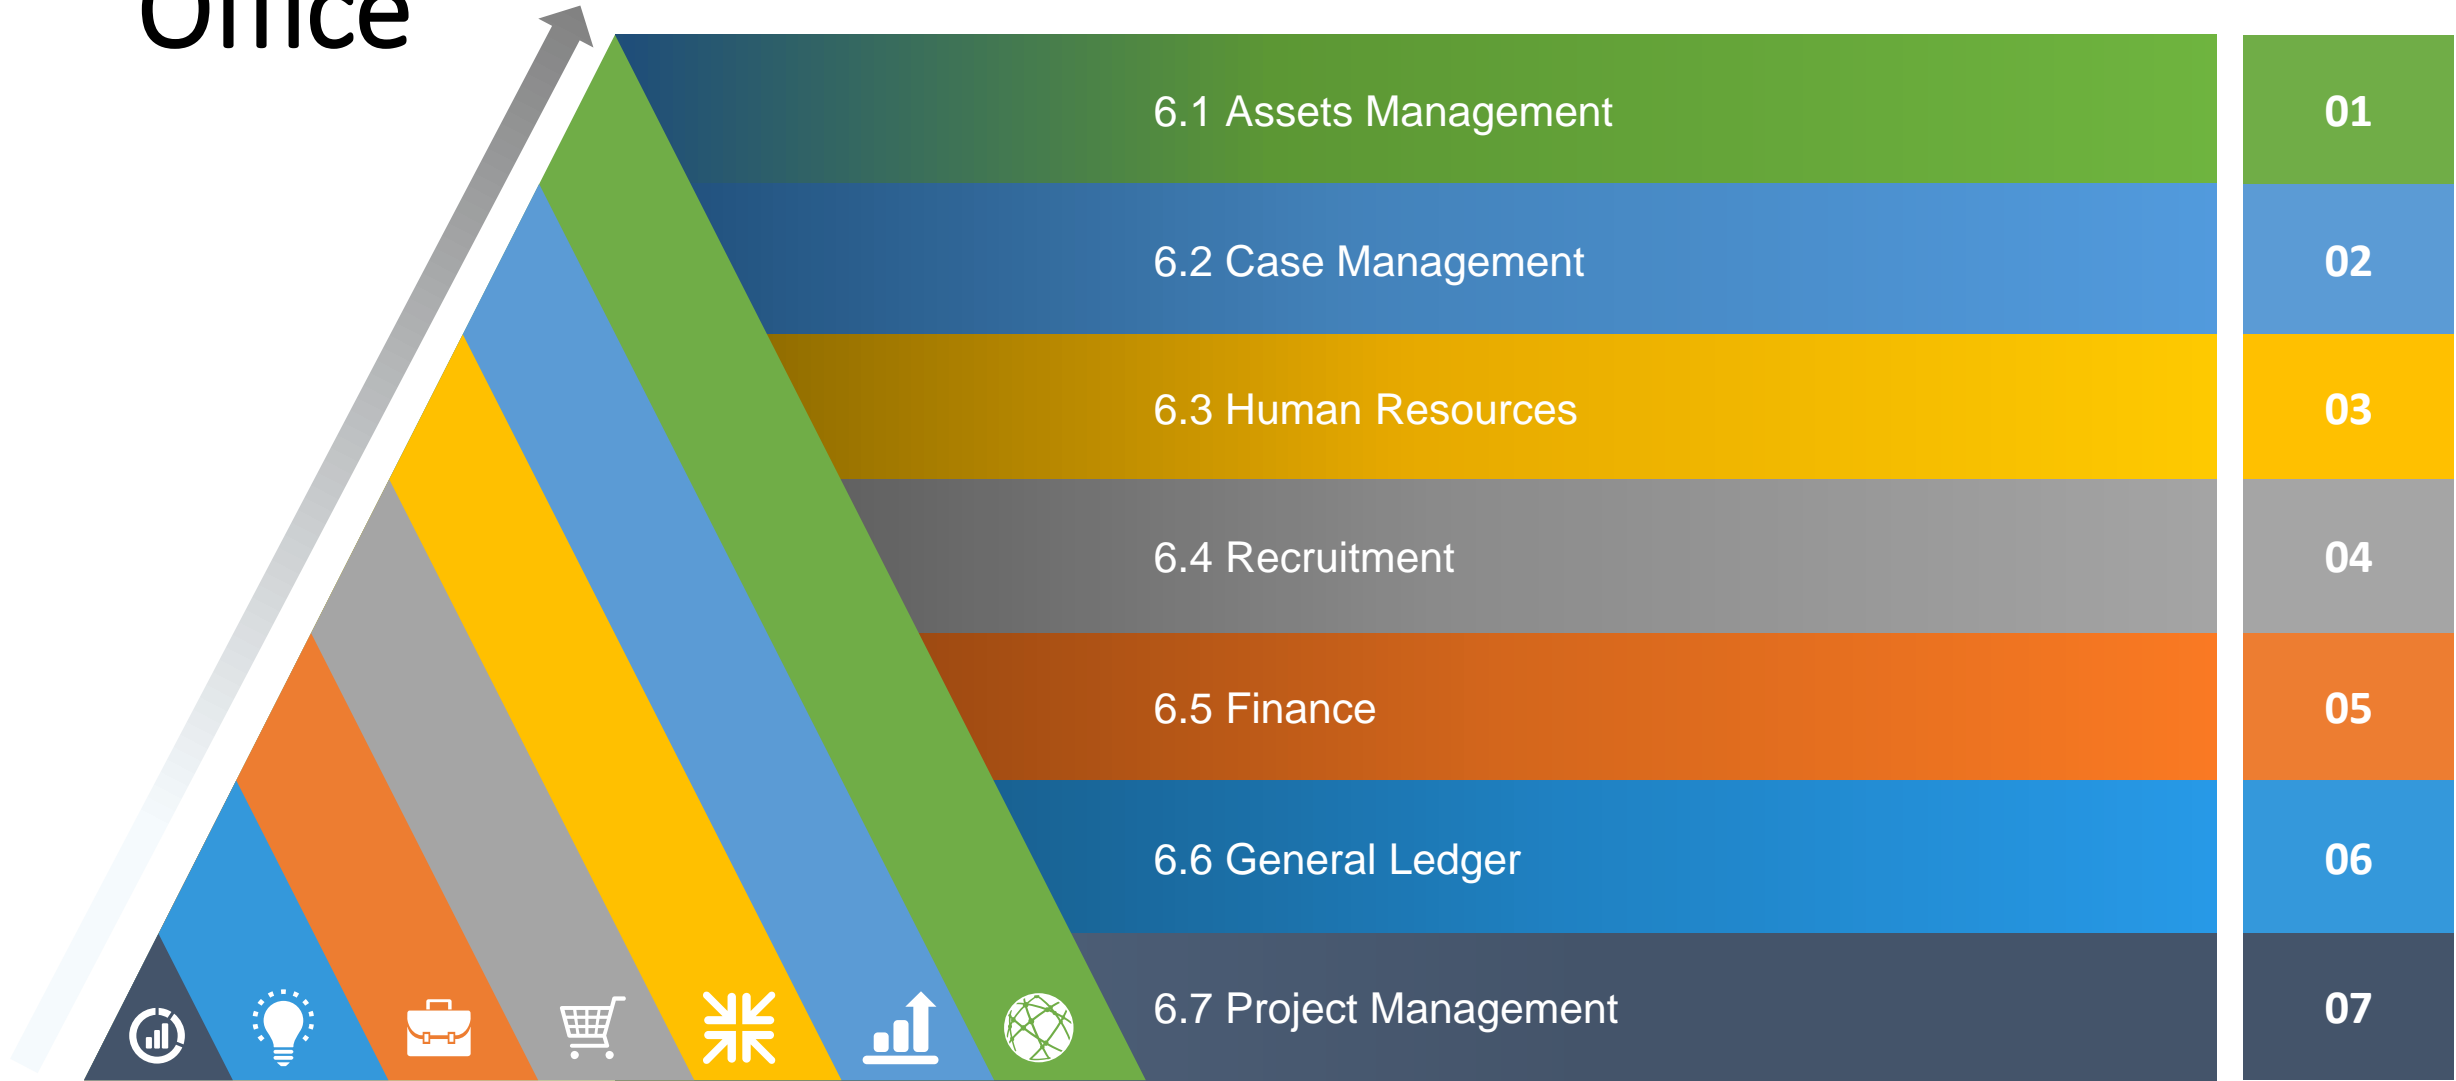 Office
6.1 Assets Management
01
6.2 Case Management
02
6.3 Human Resources
03
6.4 Recruitment
04
6.5 Finance
05
6.6 General Ledger
06
6.7 Project Management
07